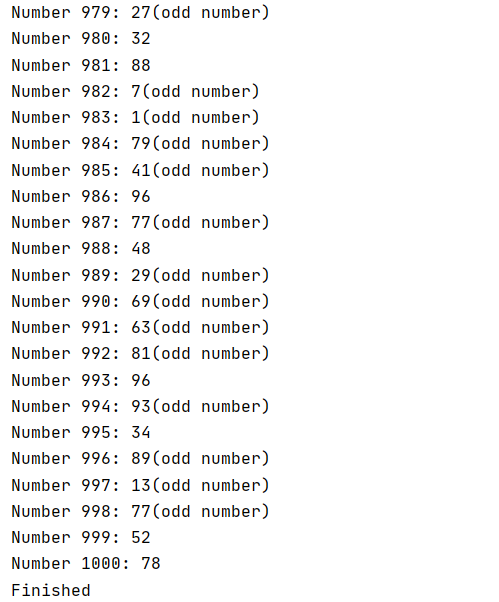 Number 979: 27(odd number)
Number 980: 32
Number 981: 88
Number 982: 7(odd number)
Number 983: 1(odd number)
Number 984: 79(odd number)
Number 985: 41(odd number)
Number 986: 96
Number 987: 77(odd number)
Number 988: 48
Number 989: 29(odd number)
Number 990: 69(odd number)
Number 991: 63(odd number)
Number 992: 81(odd number)
Number 993: 96
Number 994: 93(odd number)
Number 995: 34
Number 996: 89(odd number)
Number 997: 13(odd number)
Number 998: 77(odd number)
Number 999: 52
Number 1000: 78
Finished